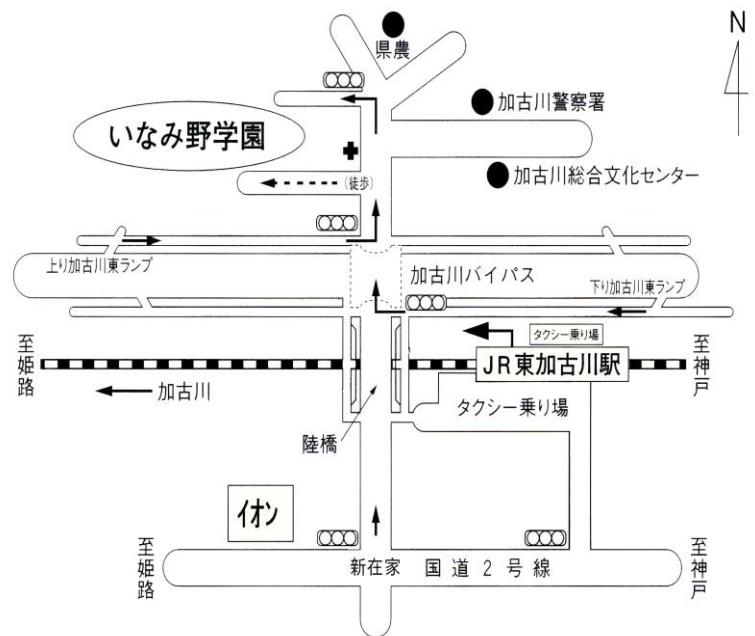 N
県農
加古川警察署
いなみ野学園
加古川総合文化センター
(徒歩)
上り加古川東ランプ
加古川バイパス
下り加古川東ランプ
タクシー乗り場
至姫路
JR東加古川駅
至神戸
加古川
タクシー乗り場
陸橋
イオン
至姫路
新在家
国道2号線
至神戸